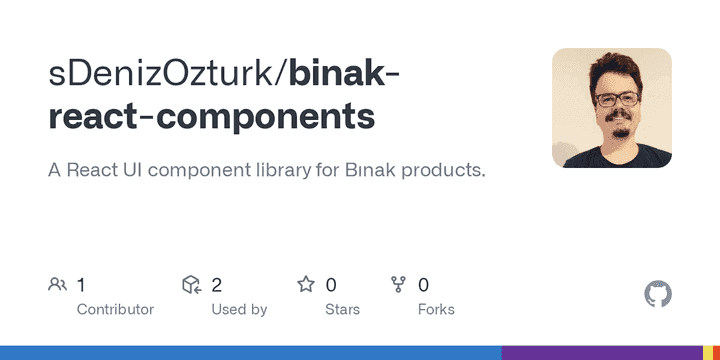 sDenizOzturk/binak-
react-components
A React UI component library for Bınak products.
1
Contributor
2
Used by
0
Stars
0
Forks